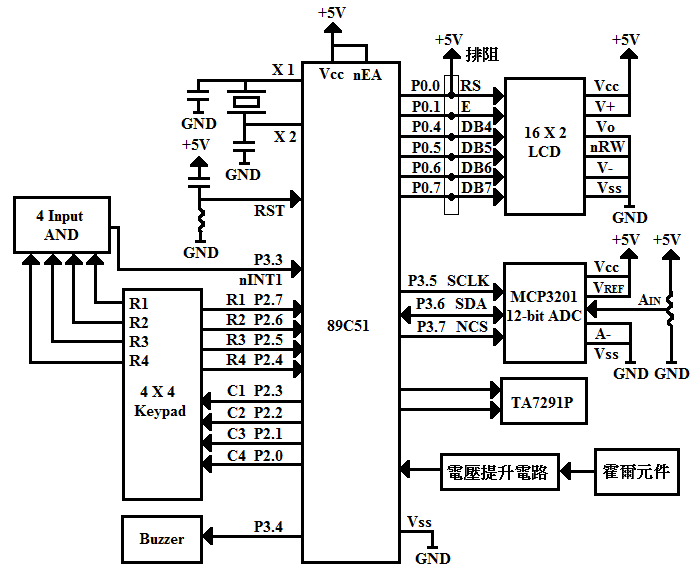 +5V
Vcc nEA
X 1
GND
X 2
GND
+5V
GND
RST
4 Input
AND
P3.3
nINT1
R1
R2
R3
R4
R1 P2.7
R2 P2.6
R3 P2.5
R4 P2.4
4 X 4
Keypad
C1 P2.3
C2 P2.2
C3 P2.1
C4 P2.0
Buzzer
P3.4
89C51
+5V
排阻
P0.0 RS
P0.1 E
P0.4 DB4
P0.5 DB5
P0.6 DB6
P0.7 DB7
16 X 2
LCD
+5V
Vcc
V+
Vo
nRW
V-
Vss
GND
P3.5 SCLK
P3.6 SDA
P3.7 NCS
MCP3201
12-bit ADC
+5V
+5V
Vcc
VREF
AIN
A-
Vss
GND
GND
TA7291P
電壓提升電路
霍爾元件
Vss
GND